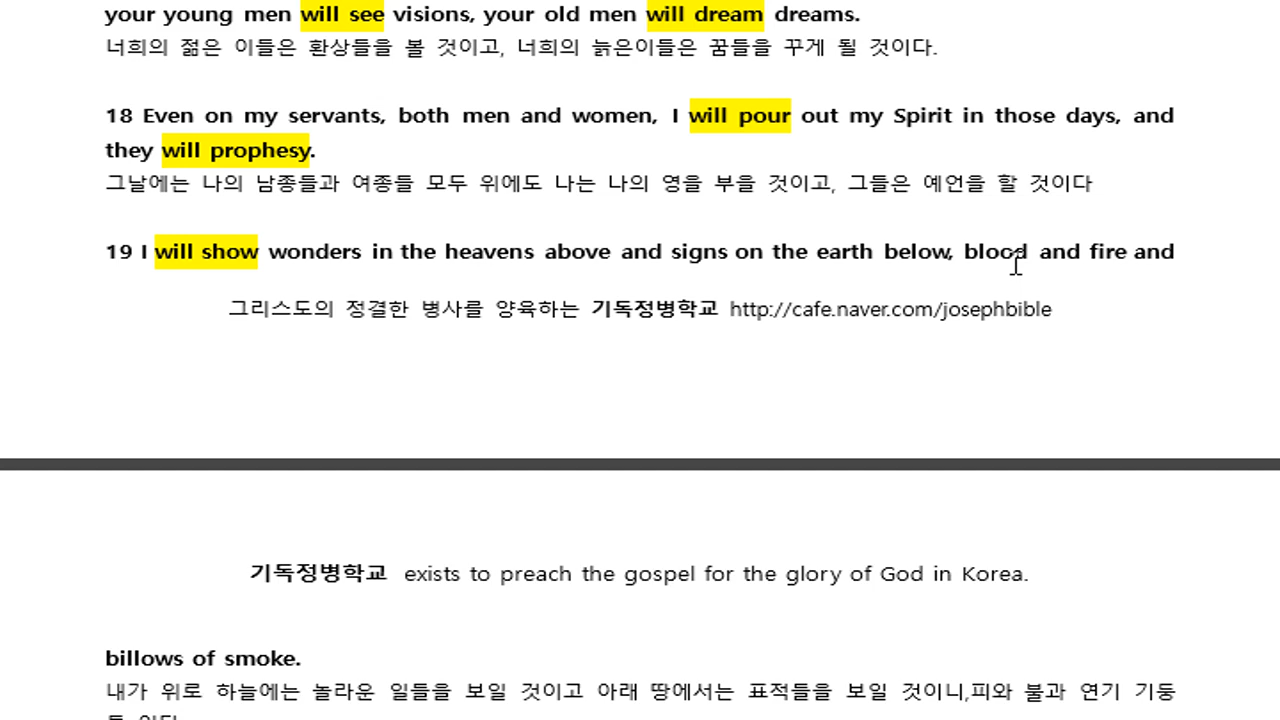 your young men will see visions, your old men will dream dreams.
너희의 젊은 이들은 환상들을 볼 것이고, 너희의 늙은이들은 꿈들을 꾸게 될 것이다.
18 Even on my servants, both men and women, I will pour out my Spirit in those days, and
they will prophesy.
그날에는 나의 남종들과 여종들 모두 위에도 나는 나의 영을 부을 것이고, 그들은 예언을 할 것이다
19 I will show wonders in the heavens above and signs on the earth below, blood and fire and
그리스도의 정결한 병사를 양육하는 기독정병학교 http://cafe.naver.com/josephbible
기독정병학교 exists to preach the gospel for the glory of God in Korea.
billows of smoke.
내가 위로 하늘에는 놀라운 일들을 보일 것이고 아래 땅에서는 표적들을 보일 것이니,피와 불과 연기 기둥